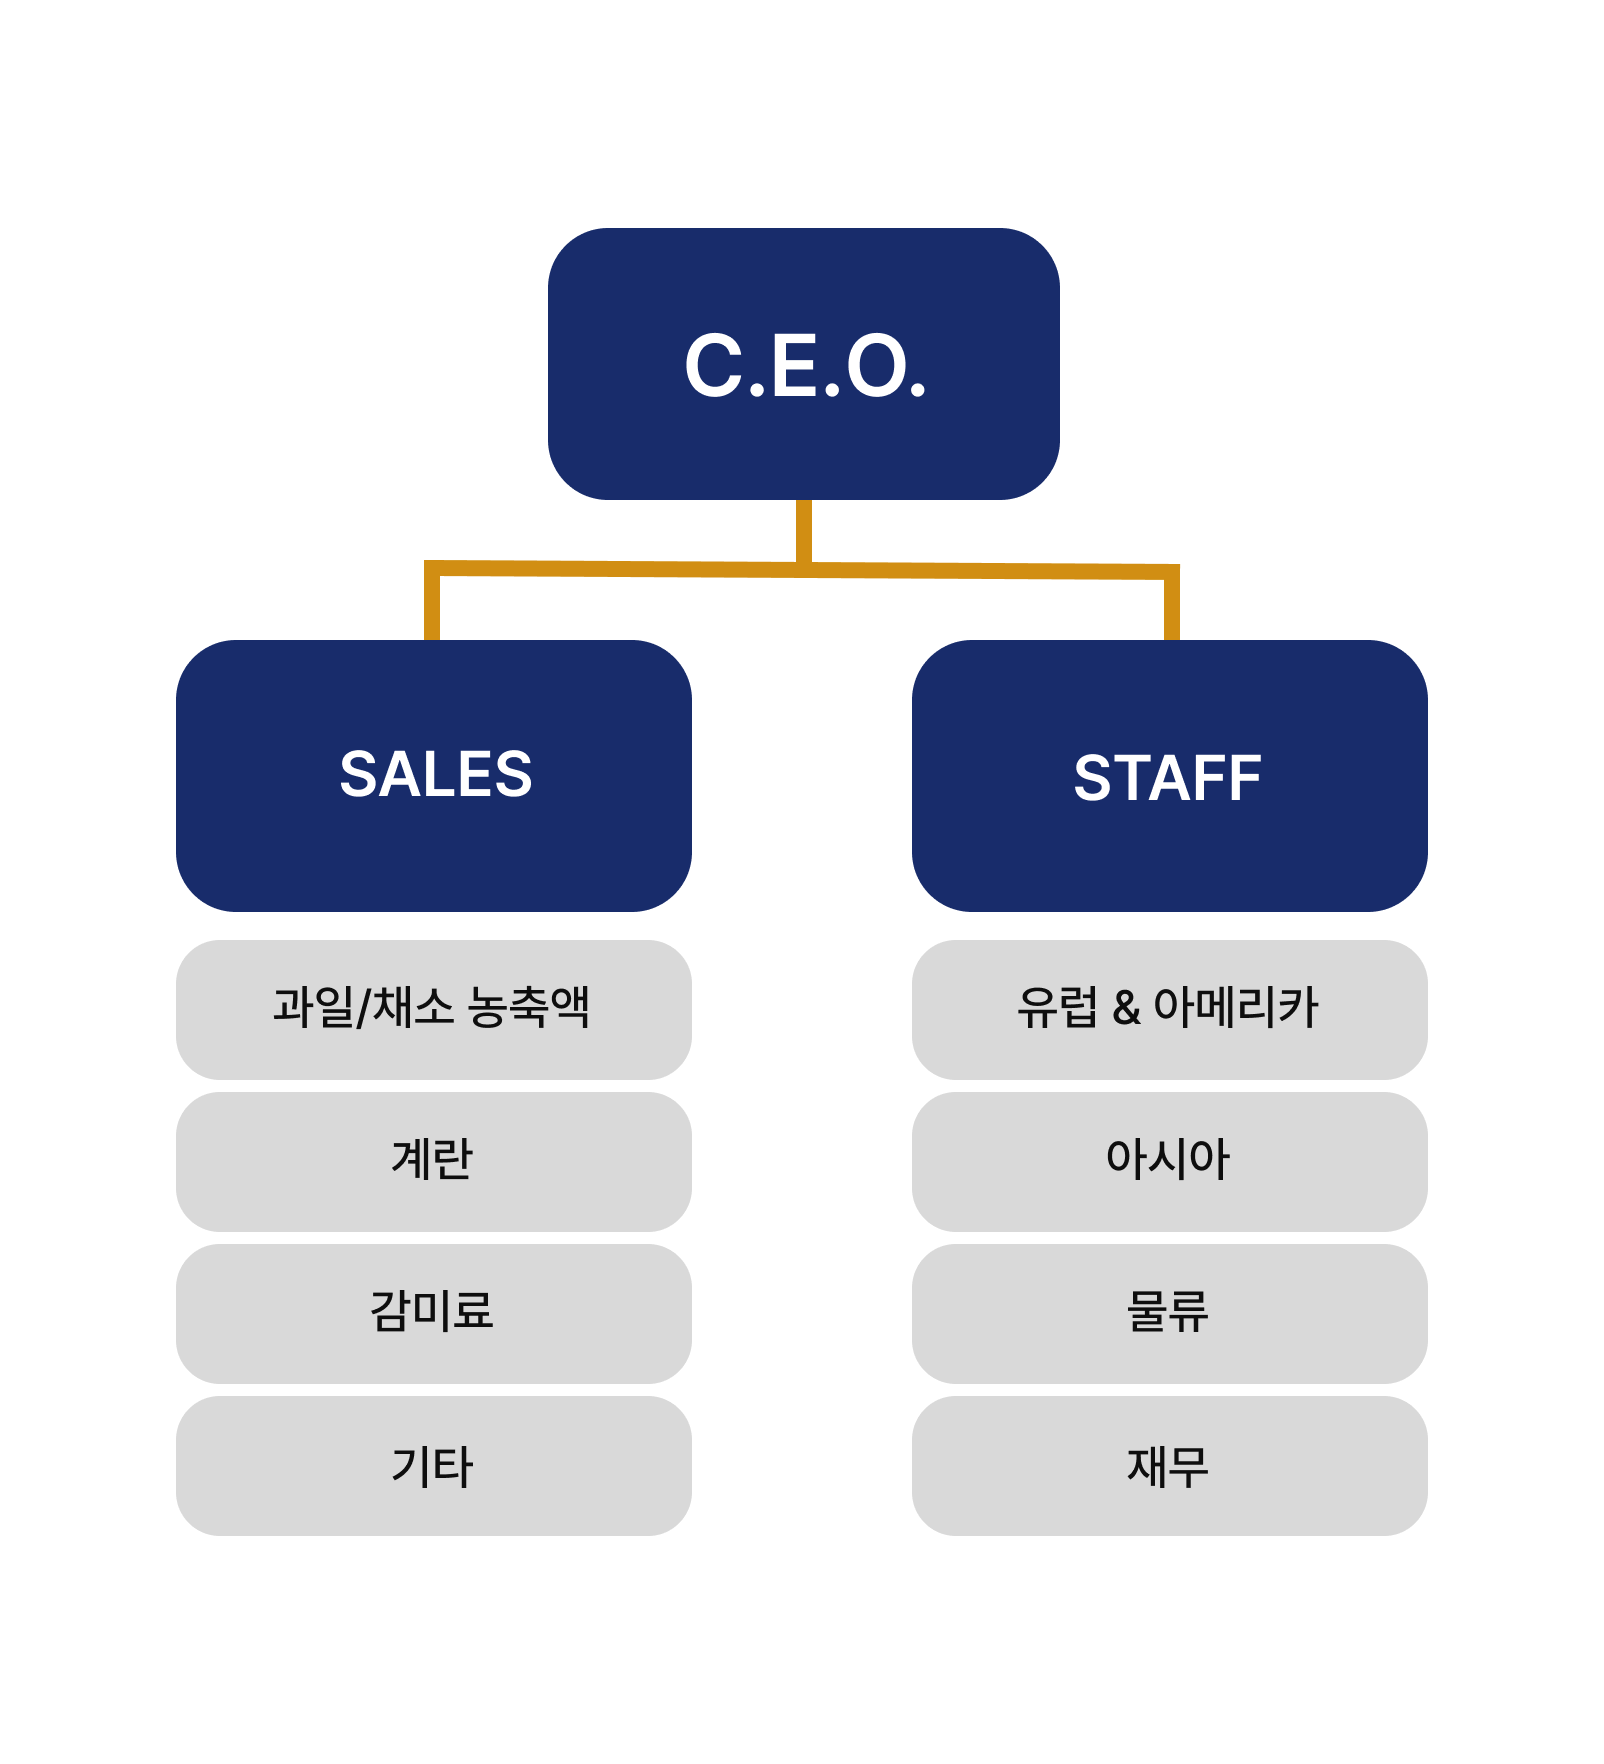 C.E.O.
SALES
과일/채소 농축액
계란
감미료
기타
STAFF
유럽 & 아메리카
아시아
물류
재무